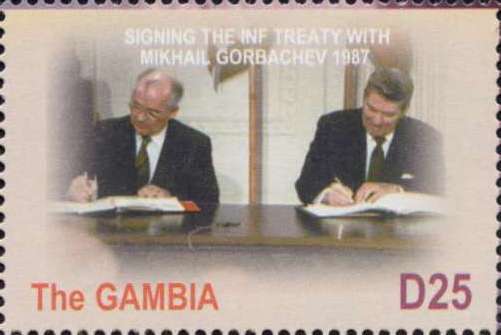 SIGNING THE INF TREATY WITH
MIKHAIL GORBACHEV 1987
The GAMBIA
D25